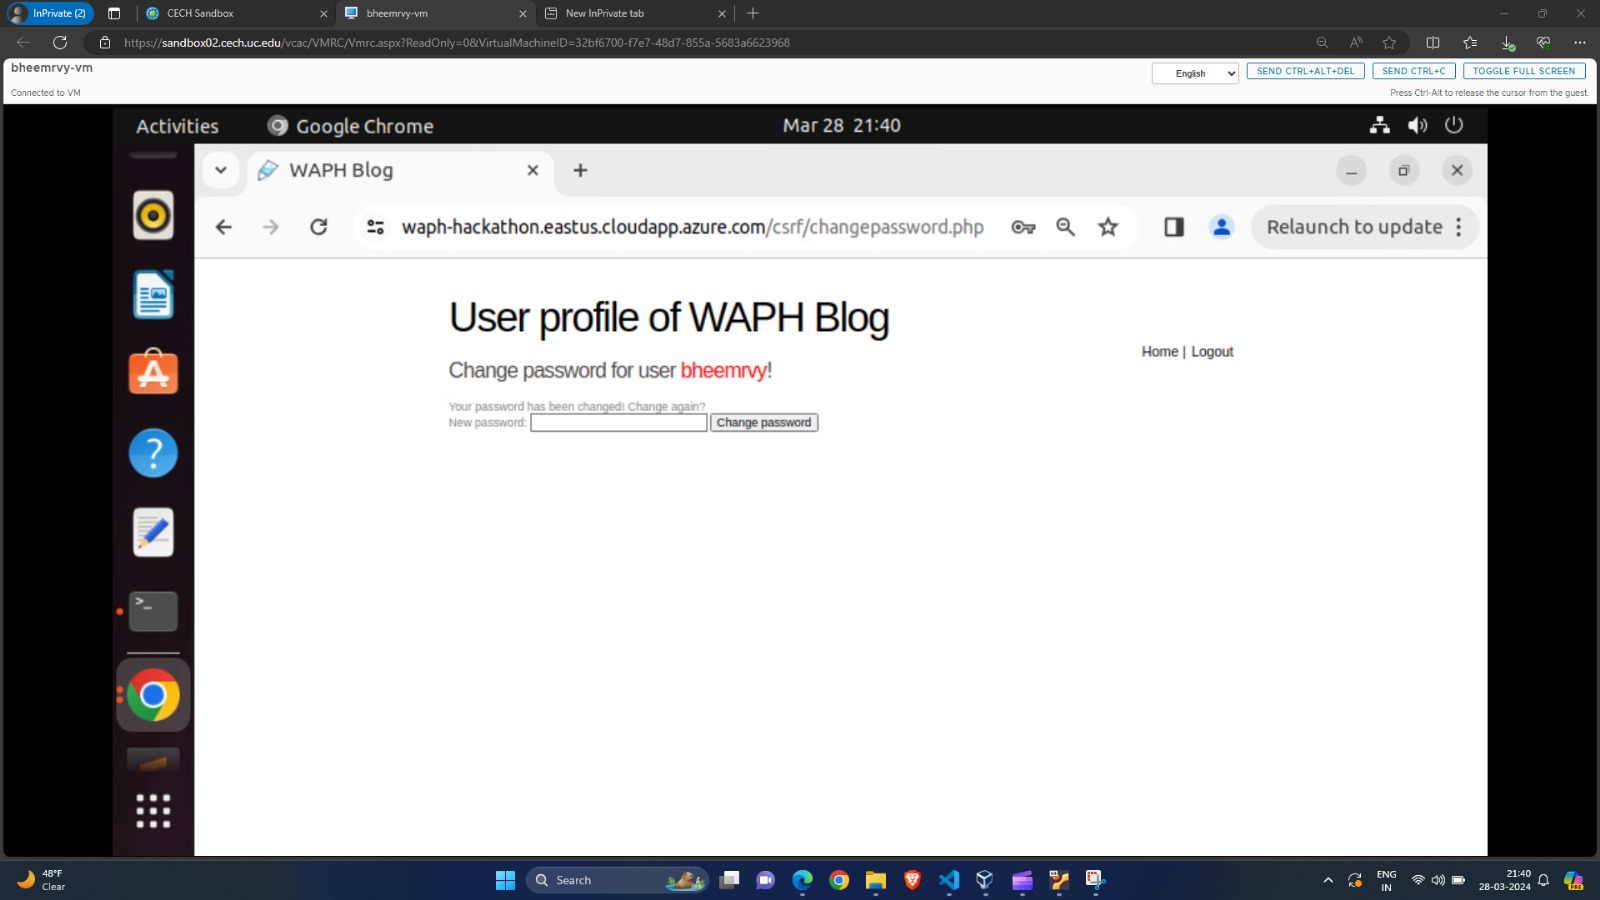 InPrivate (2)
CECH Sandbox
bheemrvy-vm
New InPrivate tab
https://sandbox02.cech.uc.edu/vcac/VMRC/Vmrc.aspx?ReadOnly=0&VirtualMachineID=32bf6700-f7e7-48d7-855a-5683a6623968
bheemrvy-vm
English
SEND CTRL+ALT+DEL
SEND CTRL+C
TOGGLE FULL SCREEN
Connected to VM
Press Ctrl-Alt to release the cursor from the guest.
Activities
Google Chrome
Mar 28 21:40
WAPH Blog
waph-hackathon.eastus.cloudapp.azure.com/csrf/changepassword.php
Relaunch to update
User profile of WAPH Blog
Home | Logout
Change password for user bheemrvy!
Your password has been changed! Change again?
New password:
Change password
48°F
Clear
Search
ENG
IN
21:40
28-03-2024
PRE